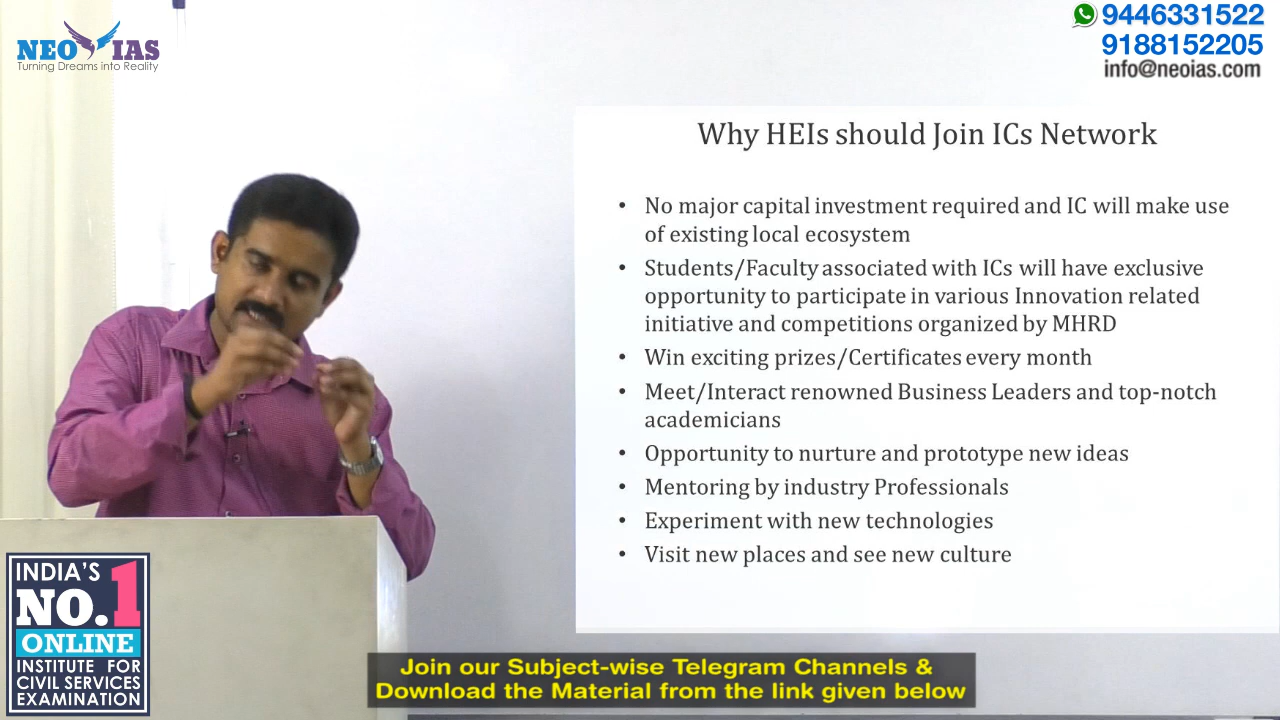 NEO IAS
Turning Dreams into Reality
9446331522
9188152205
info@neoias.com
Why HEIs should Join ICs Network
• No major capital investment required and IC will make use
of existing local ecosystem
• Students/Faculty associated with ICs will have exclusive
opportunity to participate in various Innovation related
initiative and competitions organized by MHRD
• Win exciting prizes/Certificates every month
• Meet/Interact renowned Business Leaders and top-notch
academicians
• Opportunity to nurture and prototype new ideas
• Mentoring by industry Professionals
• Experiment with new technologies
• Visit new places and see new culture
INDIA'S
NO.1
ONLINE
INSTITUTE FOR
CIVIL SERVICES
EXAMINATION
Join our Subject-wise Telegram Channels &
Download the Material from the link given below